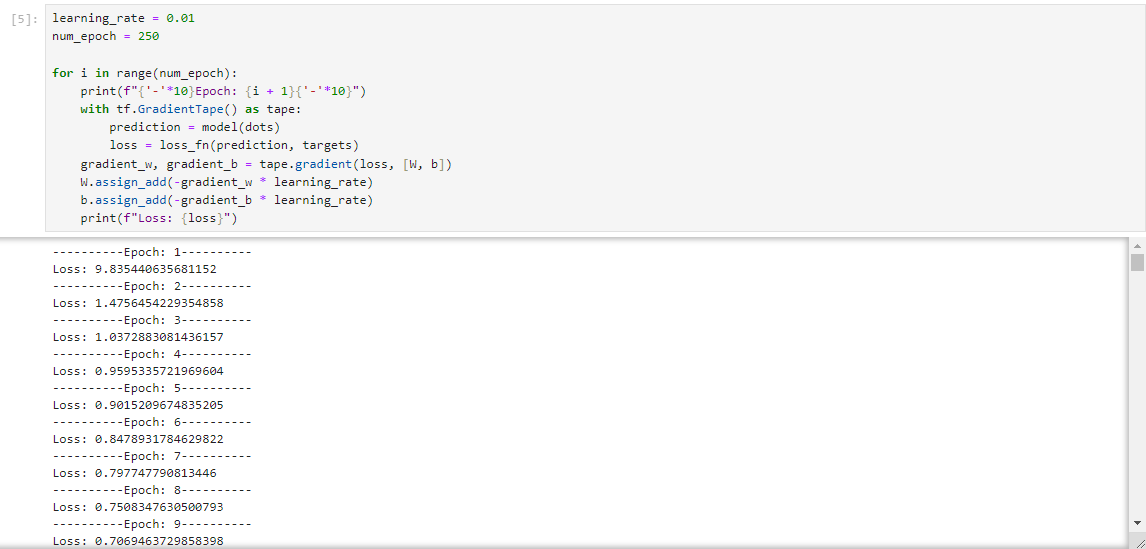 [5]:
learning_rate = 0.01
num_epoch = 250
for i in range(num_epoch):
print(f"{'-'*10}Epoch: {i + 1}{'-'*10}")
with tf.GradientTape() as tape:
prediction = model(dots)
loss = loss_fn(prediction, targets)
gradient_w, gradient_b = tape.gradient(loss, [W, b])
W.assign_add(-gradient_w * learning_rate)
b.assign_add(-gradient_b * learning_rate)
print(f"Loss: {loss}")
----------Epoch: 1----------
Loss: 9.835440635681152
----------Epoch: 2----------
Loss: 1.4756454229354858
----------Epoch: 3----------
Loss: 1.0372883081436157
----------Epoch: 4----------
Loss: 0.9595335721969604
----------Epoch: 5----------
Loss: 0.9015209674835205
----------Epoch: 6----------
Loss: 0.8478931784629822
----------Epoch: 7----------
Loss: 0.797747790813446
----------Epoch: 8----------
Loss: 0.7508347630500793
----------Epoch: 9----------
Loss: 0.7069463729858398